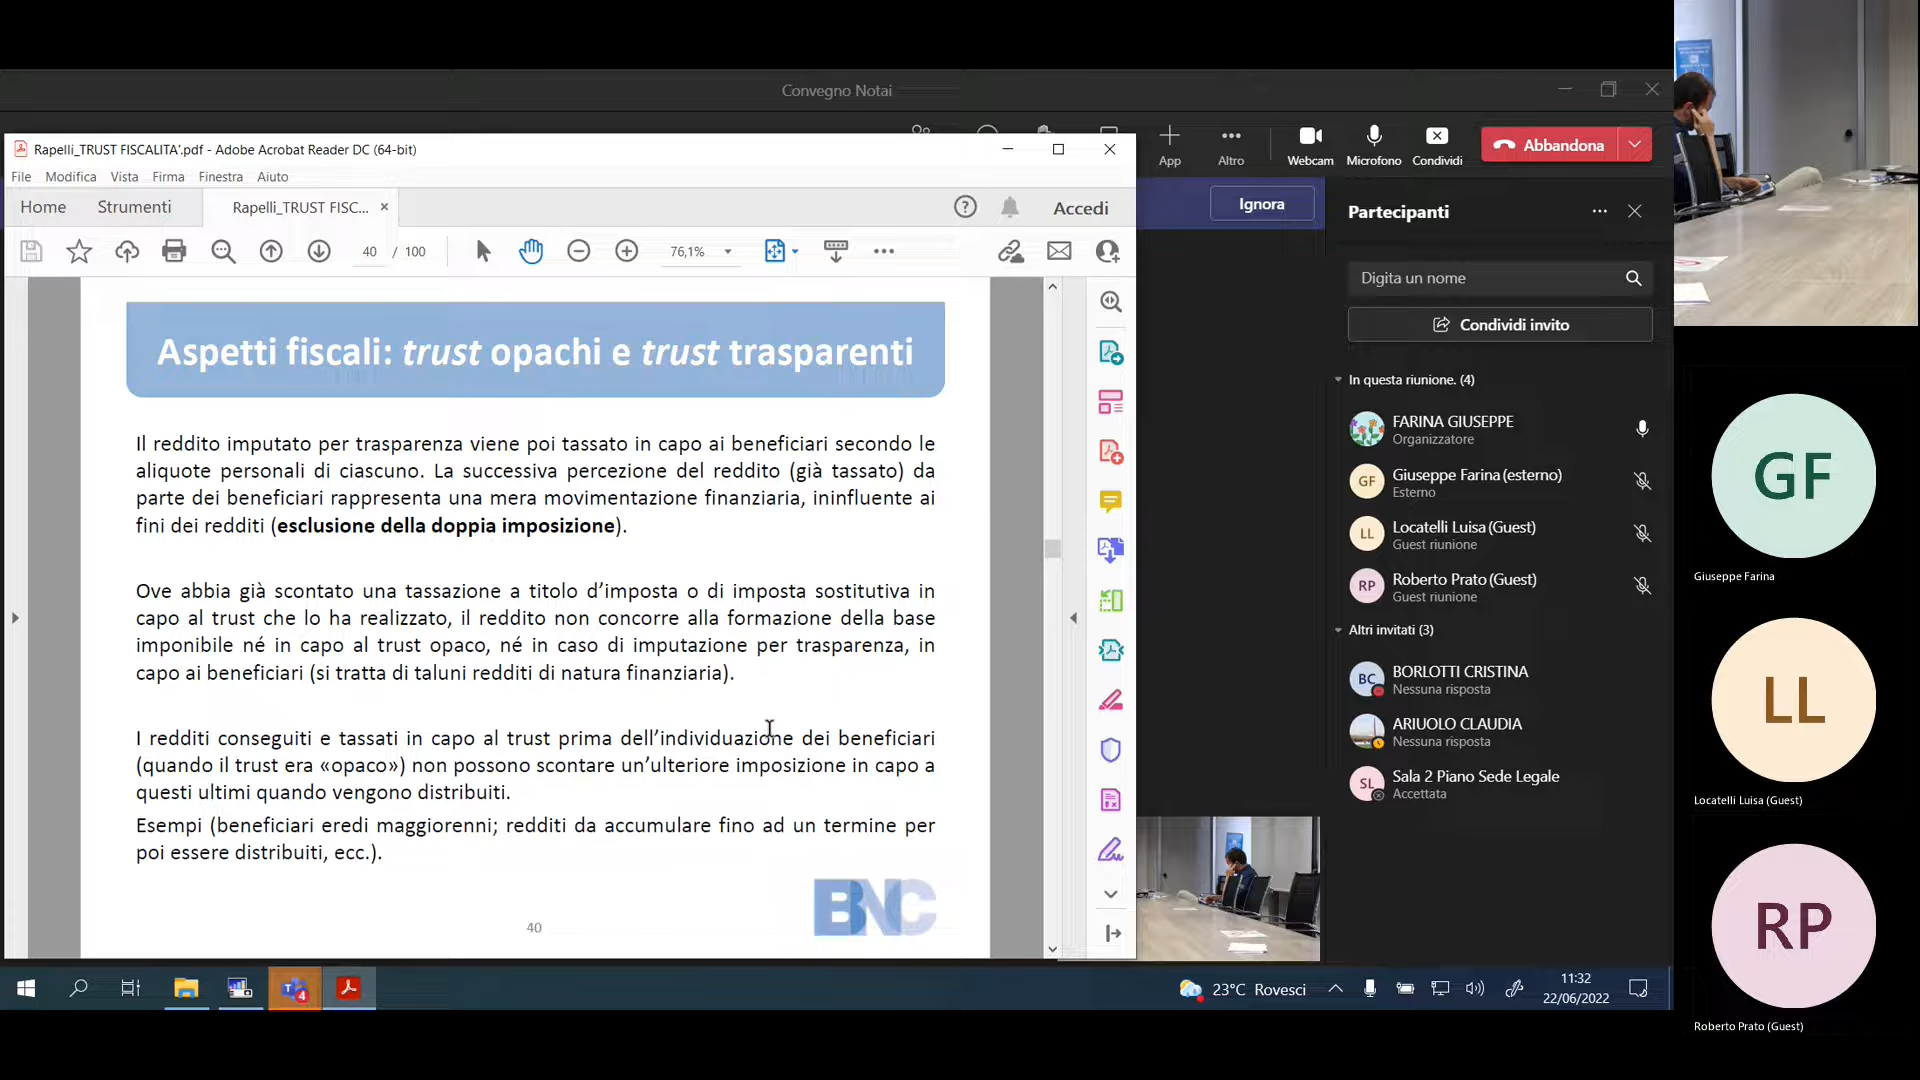 Convegno Notai
Rapelli_TRUST FISCALITA'.pdf - Adobe Acrobat Reader DC (64-bit)
File Modifica Vista Firma Finestra Aiuto
Home Strumenti Rapelli_TRUST FISC... Accedi
40 / 100 76,1%
App Altro Webcam Microfono Condividi Abbandona
Ignora
Aspetti fiscali: trust opachi e trust trasparenti
Il reddito imputato per trasparenza viene poi tassato in capo ai beneficiari secondo le
aliquote personali di ciascuno. La successiva percezione del reddito (già tassato) da
parte dei beneficiari rappresenta una mera movimentazione finanziaria, ininfluente ai
fini dei redditi (esclusione della doppia imposizione).
Ove abbia già scontato una tassazione a titolo d’imposta o di imposta sostitutiva in
capo al trust che lo ha realizzato, il reddito non concorre alla formazione della base
imponibile né in capo al trust opaco, né in caso di imputazione per trasparenza, in
capo ai beneficiari (si tratta di taluni redditi di natura finanziaria).
I redditi conseguiti e tassati in capo al trust prima dell’individuazione dei beneficiari
(quando il trust era «opaco») non possono scontare un’ulteriore imposizione in capo a
questi ultimi quando vengono distribuiti.
Esempi (beneficiari eredi maggiorenni; redditi da accumulare fino ad un termine per
poi essere distribuiti, ecc.).
40
BNC
Partecipanti
Digita un nome
Condividi invito
In questa riunione. (4)
FARINA GIUSEPPE
Organizzatore
GF Giuseppe Farina (esterno)
Esterno
LL Locatelli Luisa (Guest)
Guest riunione
RP Roberto Prato (Guest)
Guest riunione
Altri invitati (3)
BC BORLOTTI CRISTINA
Nessuna risposta
ARIUOLO CLAUDIA
Nessuna risposta
SL Sala 2 Piano Sede Legale
Accettata
GF
Giuseppe Farina
LL
Locatelli Luisa (Guest)
RP
Roberto Prato (Guest)
4
23°C Rovesci
11:32
22/06/2022